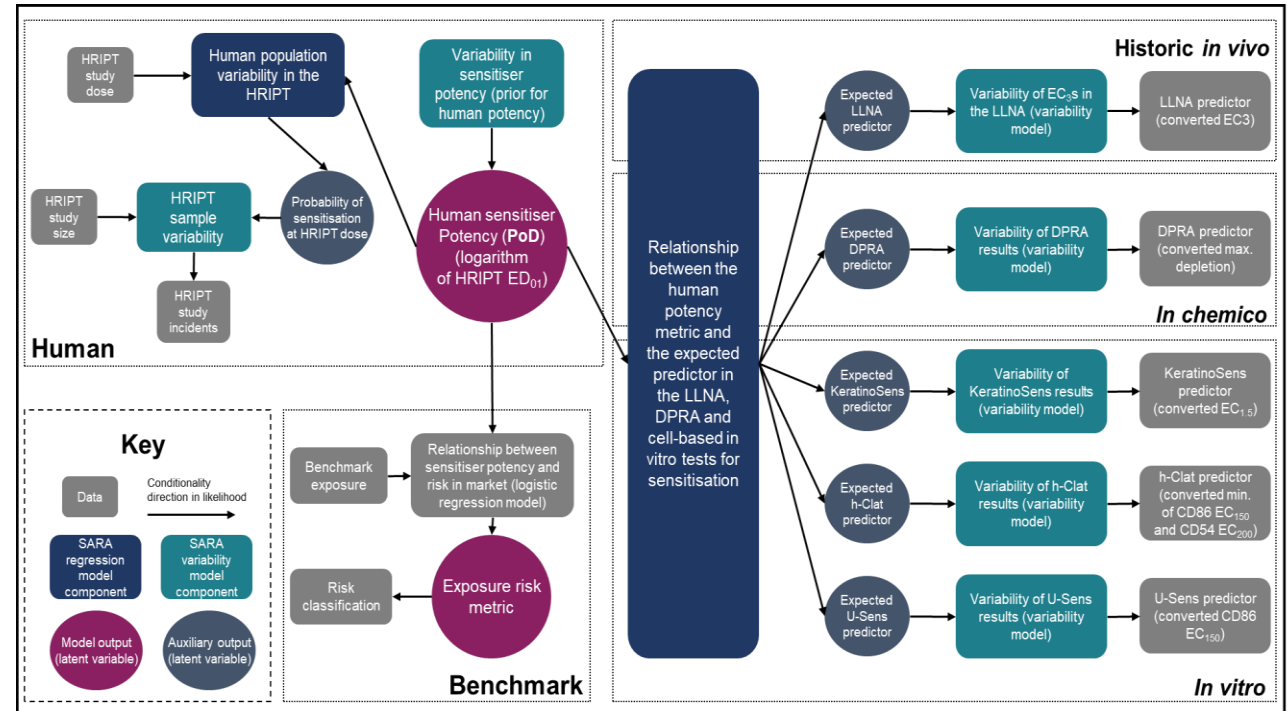 HRIPT
study
dose
Human population
variability in the
HRIPT
Variability in
sensitiser
potency (prior for
human potency)
HRIPT
study
size
HRIPT
sample
variability
Probability of
sensitisation
at HRIPT dose
HRIPT
study
incidents
Human sensitiser
Potency (PoD)
(logarithm
of HRIPT ED₀₁)
Human
Key
Data
Conditionality
direction in likelihood
SARA
regression
model
component
SARA
variability
model
component
Model output
(latent variable)
Auxiliary output
(latent variable)
Benchmark
exposure
Relationship between
sensitiser potency and
risk in market (logistic
regression model)
Risk
classification
Exposure risk
metric
Benchmark
Relationship
between the
human
potency
metric and
the expected
predictor in
the LLNA,
DPRA and
cell-based in
vitro tests for
sensitisation
Historic in vivo
Expected
LLNA
predictor
Variability of EC₃s in
the LLNA (variability
model)
LLNA predictor
(converted EC3)
Expected
DPRA
predictor
Variability of DPRA
results (variability
model)
DPRA predictor
(converted max.
depletion)
In chemico
Expected
KeratinoSens
predictor
Variability of
KeratinoSens results
(variability model)
KeratinoSens
predictor
(converted EC₁.₅)
Expected
h-Clat
predictor
Variability of h-Clat
results (variability
model)
h-Clat predictor
(converted min.
of CD86 EC₁₅₀
and CD54 EC₂₀₀)
Expected
U-Sens
predictor
Variability of U-Sens
results (variability
model)
U-Sens predictor
(converted CD86
EC₁₅₀)
In vitro